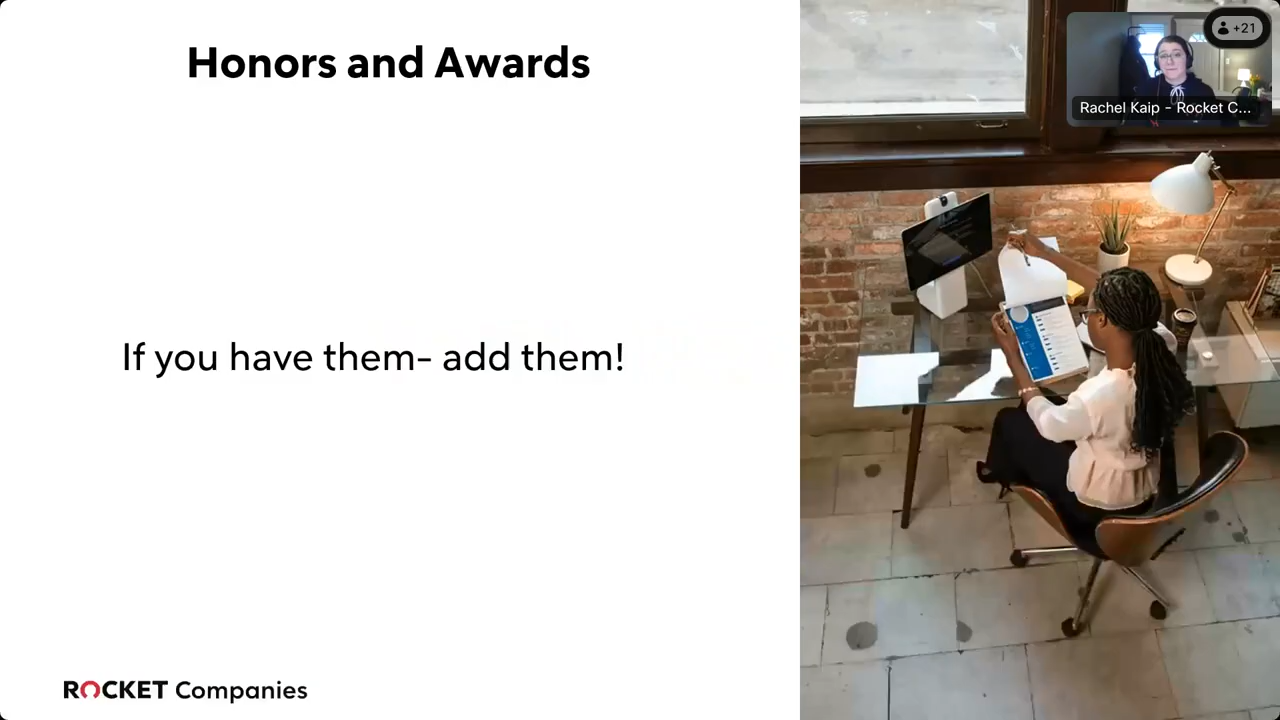 Honors and Awards
+21
Rachel Kaip - Rocket C...
If you have them- add them!
ROCKET Companies